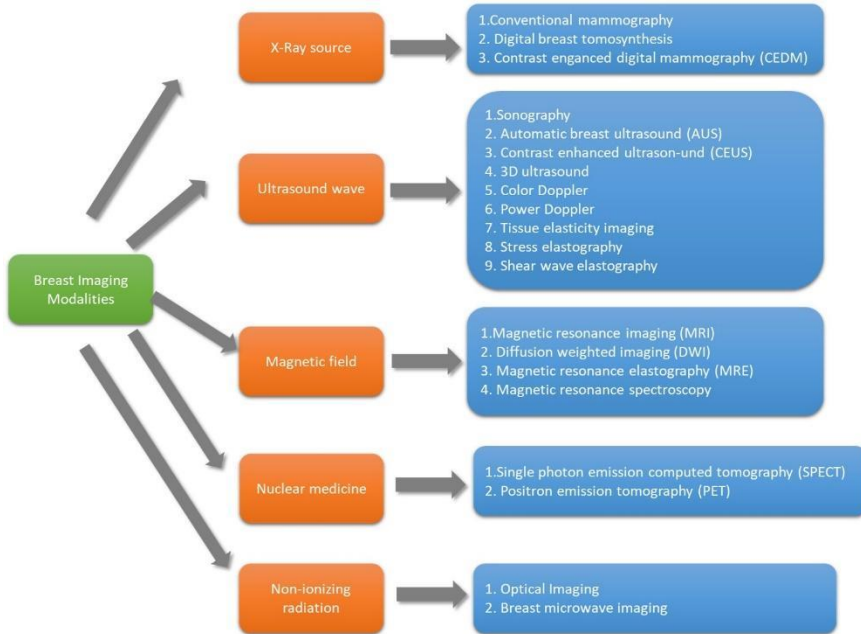 Breast Imaging
Modalities
X-Ray source
1.Conventional mammography
2. Digital breast tomosynthesis
3. Contrast enganced digital mammography (CEDM)
Ultrasound wave
1.Sonography
2. Automatic breast ultrasound (AUS)
3. Contrast enhanced ultrason-und (CEUS)
4. 3D ultrasound
5. Color Doppler
6. Power Doppler
7. Tissue elasticity imaging
8. Stress elastography
9. Shear wave elastography
Magnetic field
1.Magnetic resonance imaging (MRI)
2. Diffusion weighted imaging (DWI)
3. Magnetic resonance elastography (MRE)
4. Magnetic resonance spectroscopy
Nuclear medicine
1.Single photon emission computed tomography (SPECT)
2. Positron emission tomography (PET)
Non-ionizing
radiation
1. Optical Imaging
2. Breast microwave imaging